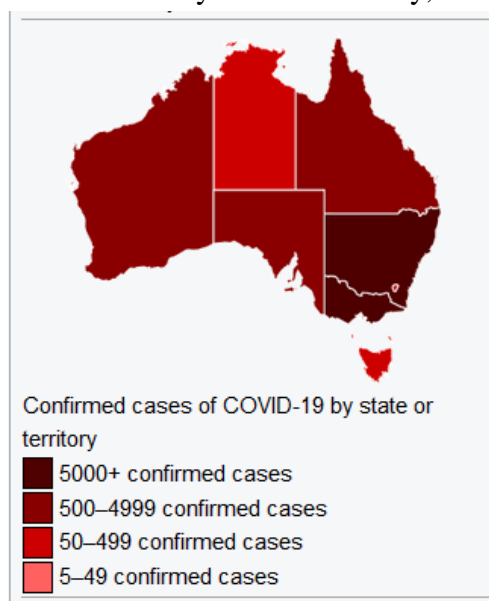 Confirmed cases of COVID-19 by state or
territory
5000+ confirmed cases
500–4999 confirmed cases
50–499 confirmed cases
5–49 confirmed cases